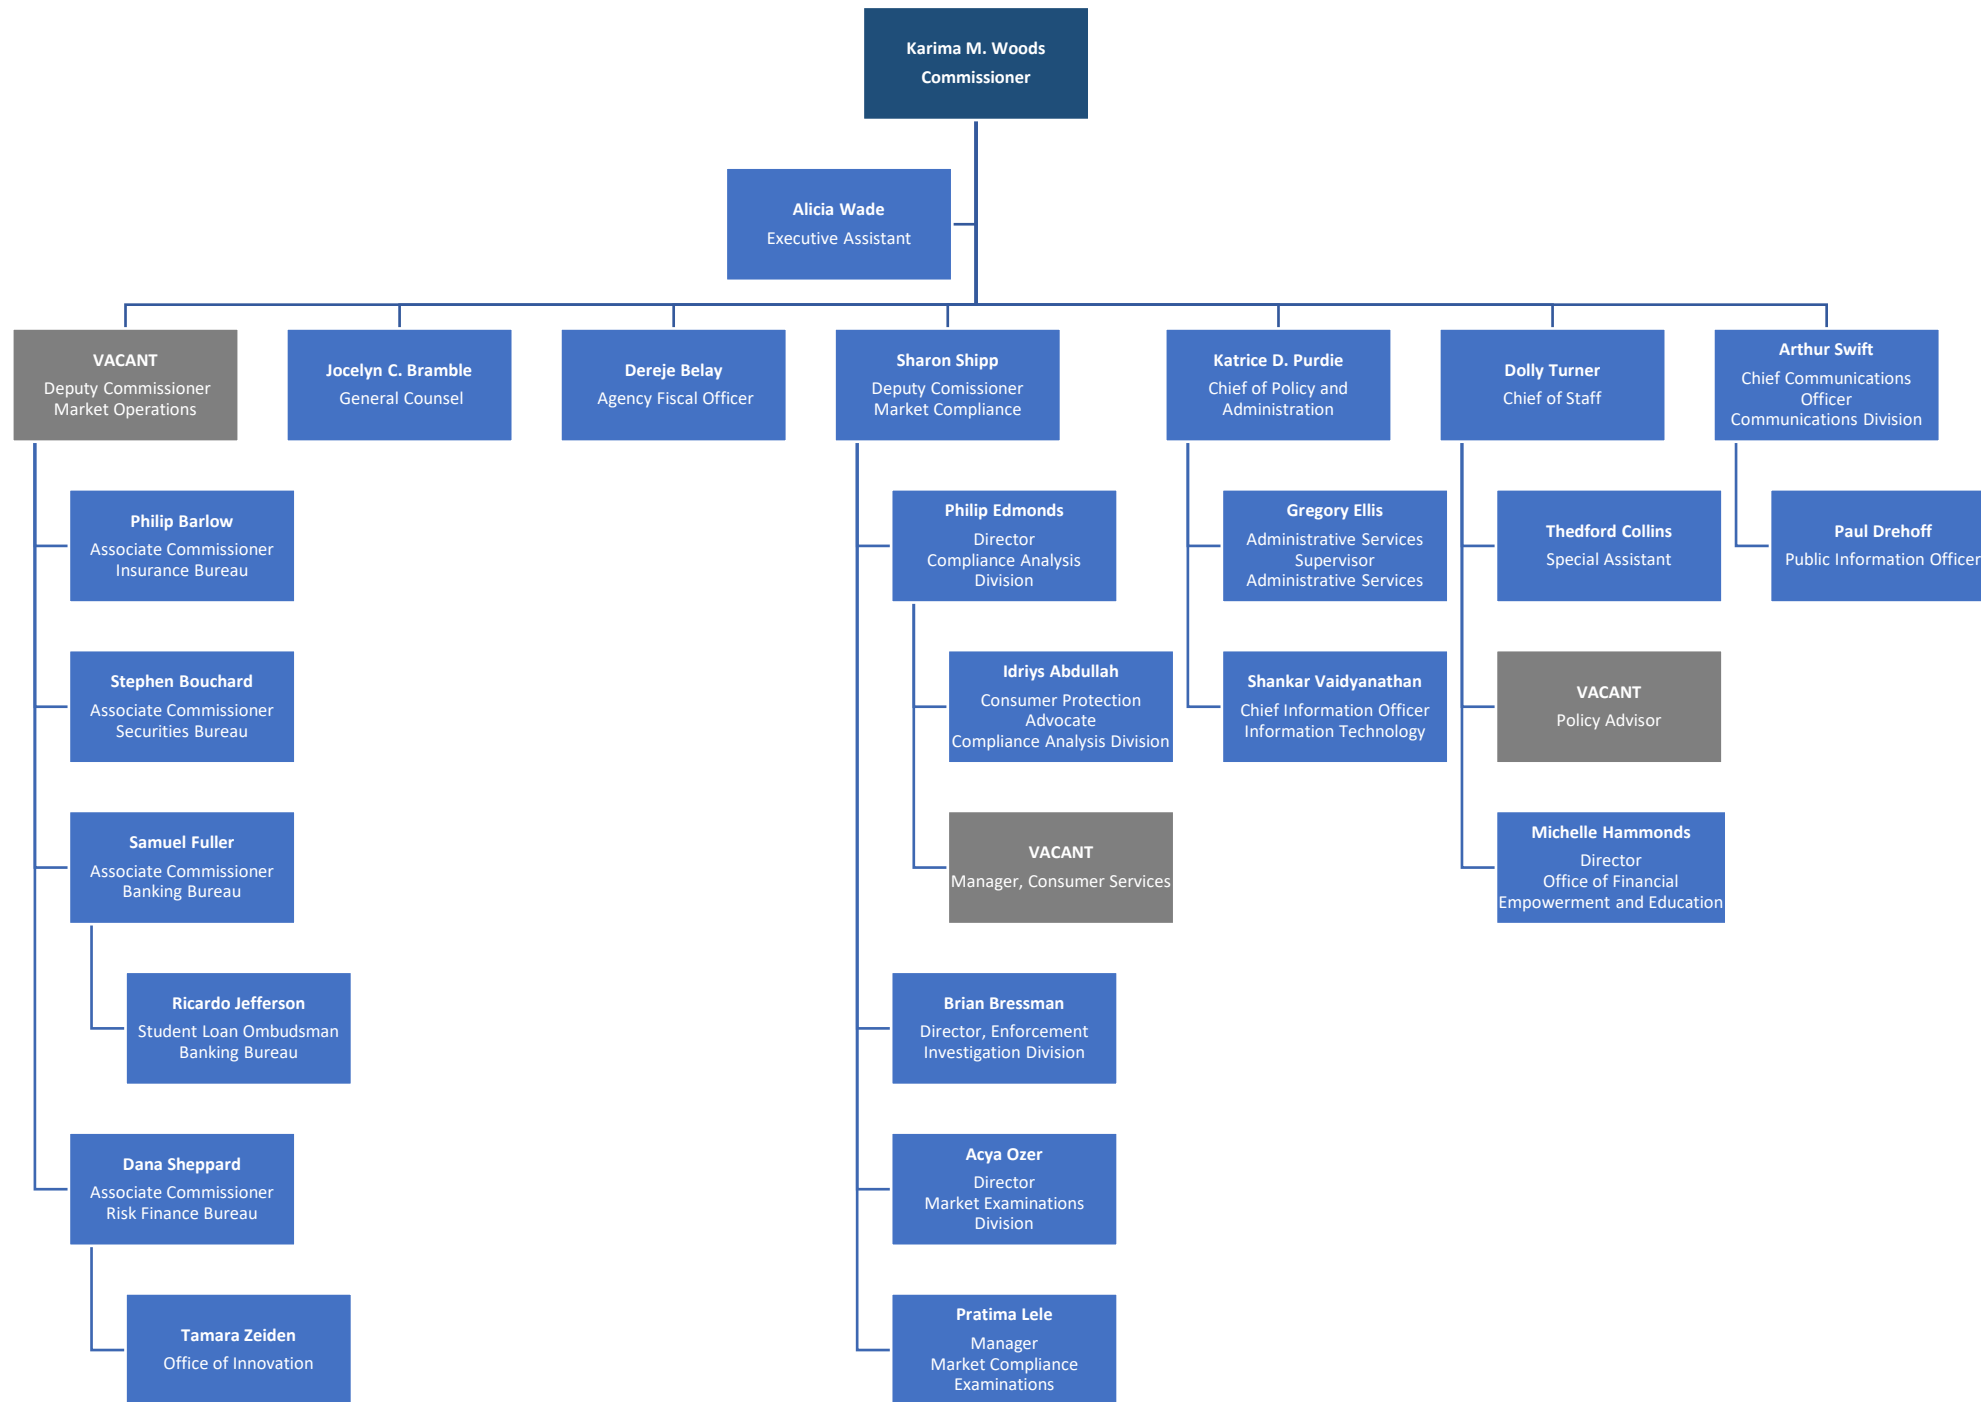 Karima M. Woods
Commissioner
Alicia Wade
Executive Assistant
VACANT
Deputy Commissioner
Market Operations
Jocelyn C. Bramble
General Counsel
Dereje Belay
Agency Fiscal Officer
Sharon Shipp
Deputy Comissioner
Market Compliance
Katrice D. Purdie
Chief of Policy and
Administration
Dolly Turner
Chief of Staff
Arthur Swift
Chief Communications
Officer
Communications Division
Philip Barlow
Associate Commissioner
Insurance Bureau
Stephen Bouchard
Associate Commissioner
Securities Bureau
Samuel Fuller
Associate Commissioner
Banking Bureau
Ricardo Jefferson
Student Loan Ombudsman
Banking Bureau
Dana Sheppard
Associate Commissioner
Risk Finance Bureau
Tamara Zeiden
Office of Innovation
Philip Edmonds
Director
Compliance Analysis
Division
Idriys Abdullah
Consumer Protection
Advocate
Compliance Analysis Division
VACANT
Manager, Consumer Services
Brian Bressman
Director, Enforcement
Investigation Division
Acya Ozer
Director
Market Examinations
Division
Pratima Lele
Manager
Market Compliance
Examinations
Gregory Ellis
Administrative Services
Supervisor
Administrative Services
Shankar Vaidyanathan
Chief Information Officer
Information Technology
Thedford Collins
Special Assistant
VACANT
Policy Advisor
Michelle Hammonds
Director
Office of Financial
Empowerment and Education
Paul Drehoff
Public Information Officer